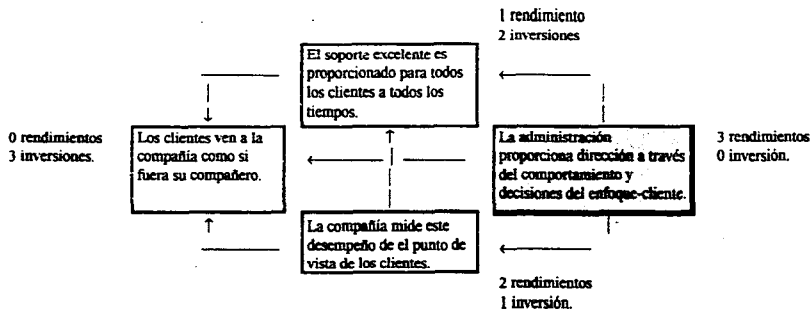 1 rendimiento
2 inversiones
El soporte excelente es
proporcionado para todos
los clientes a todos los
tiempos.
0 rendimientos
3 inversiones.
Los clientes ven a la
compañía como si
fuera su compañero.
La administración
proporciona dirección a través
del comportamiento y
decisiones del enfoque-cliente.
3 rendimientos
0 inversión.
La compañía mide este
desempeño de el punto de
vista de los clientes.
2 rendimientos
1 inversión.